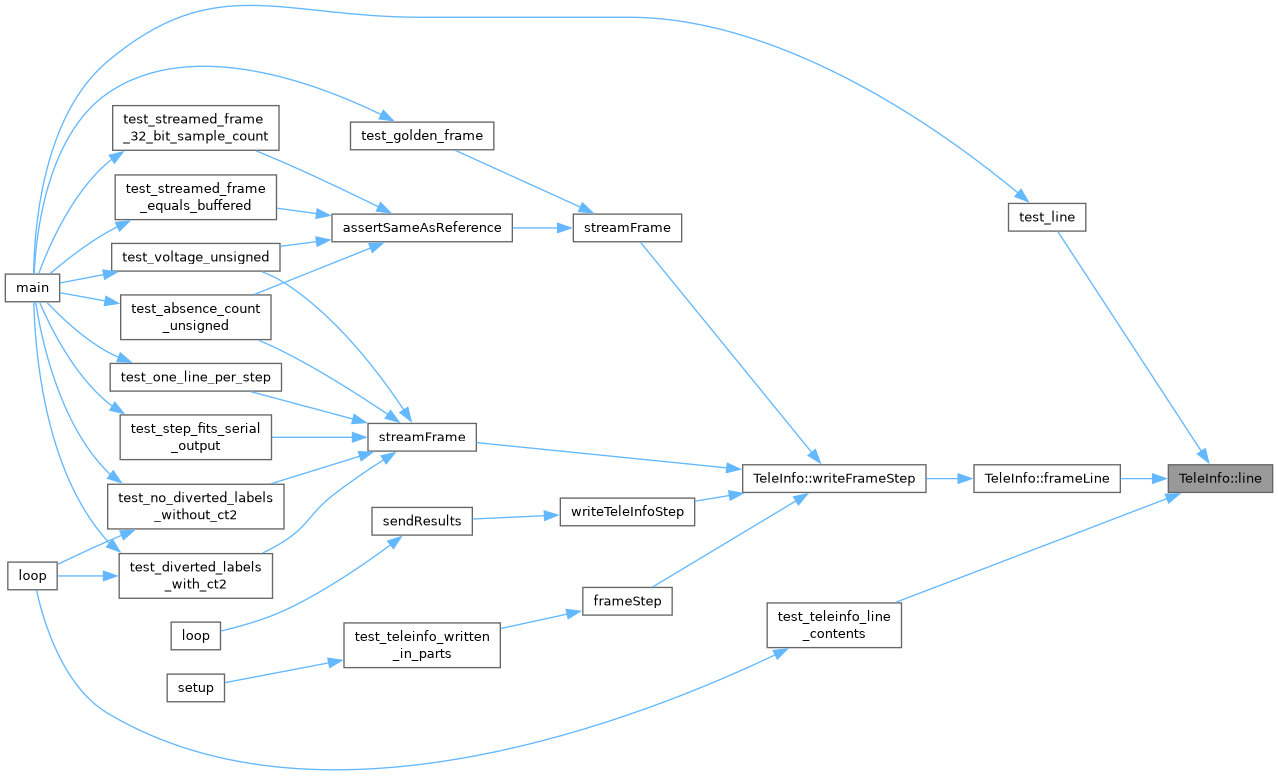 test_streamed_frame
_32_bit_sample_count
test_golden_frame
test_streamed_frame
_equals_buffered
test_line
assertSameAsReference
streamFrame
test_voltage_unsigned
main
test_absence_count
_unsigned
test_one_line_per_step
test_step_fits_serial
_output
streamFrame
TeleInfo::writeFrameStep
TeleInfo::frameLine
TeleInfo::line
test_no_diverted_labels
_without_ct2
writeTeleInfoStep
sendResults
loop
test_diverted_labels
_with_ct2
frameStep
test_teleinfo_line
_contents
loop
test_teleinfo_written
_in_parts
setup